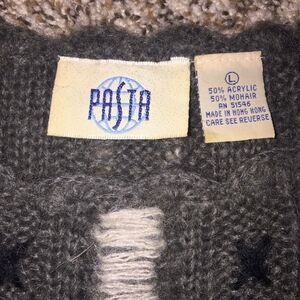 PASTA
L
50% ACRYLIC
50% MOHAIR
RN 51546
MADE IN HONG KONG
CARE SEE REVERSE